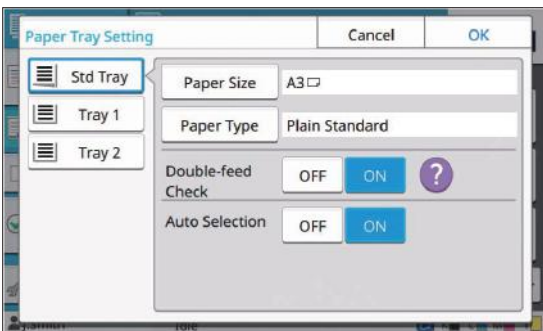 Paper Tray Setting
Cancel
OK
Std Tray
Tray 1
Tray 2
Paper Size
A3
Paper Type
Plain Standard
Double-feed
Check
OFF
ON
?
Auto Selection
OFF
ON
Idle